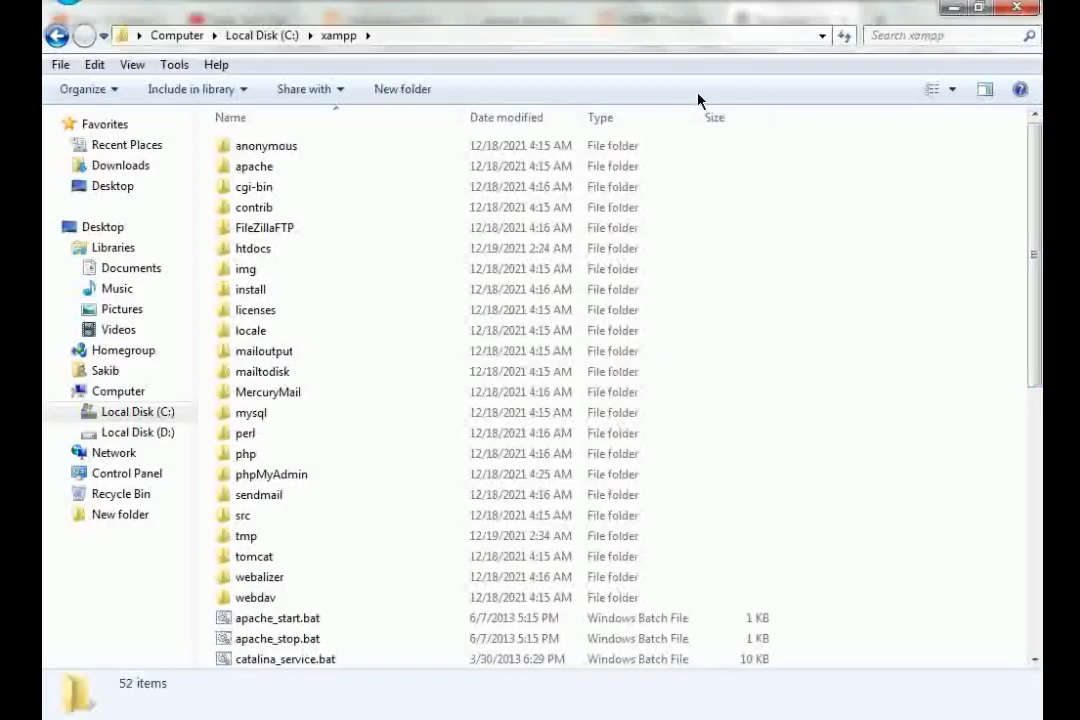 Computer Local Disk (C:) xampp Search xampp
File Edit View Tools Help
Organize Include in library Share with New folder
Name Date modified Type Size
Favorites
Recent Places
Downloads
Desktop
Desktop
Libraries
Documents
Music
Pictures
Videos
Homegroup
Sakib
Computer
Local Disk (C:)
Local Disk (D:)
Network
Control Panel
Recycle Bin
New folder
anonymous 12/18/2021 4:15 AM File folder
apache 12/18/2021 4:15 AM File folder
cgi-bin 12/18/2021 4:16 AM File folder
contrib 12/18/2021 4:15 AM File folder
FileZillaFTP 12/18/2021 4:16 AM File folder
htdocs 12/19/2021 2:24 AM File folder
img 12/18/2021 4:15 AM File folder
install 12/18/2021 4:16 AM File folder
licenses 12/18/2021 4:15 AM File folder
locale 12/18/2021 4:15 AM File folder
mailoutput 12/18/2021 4:15 AM File folder
mailtodisk 12/18/2021 4:15 AM File folder
MercuryMail 12/18/2021 4:16 AM File folder
mysql 12/18/2021 4:15 AM File folder
perl 12/18/2021 4:16 AM File folder
php 12/18/2021 4:16 AM File folder
phpMyAdmin 12/18/2021 4:25 AM File folder
sendmail 12/18/2021 4:16 AM File folder
src 12/18/2021 4:15 AM File folder
tmp 12/19/2021 2:34 AM File folder
tomcat 12/18/2021 4:15 AM File folder
webalizer 12/18/2021 4:16 AM File folder
webdav 12/18/2021 4:15 AM File folder
apache_start.bat 6/7/2013 5:15 PM Windows Batch File 1 KB
apache_stop.bat 6/7/2013 5:15 PM Windows Batch File 1 KB
catalina_service.bat 3/30/2013 6:29 PM Windows Batch File 10 KB
52 items